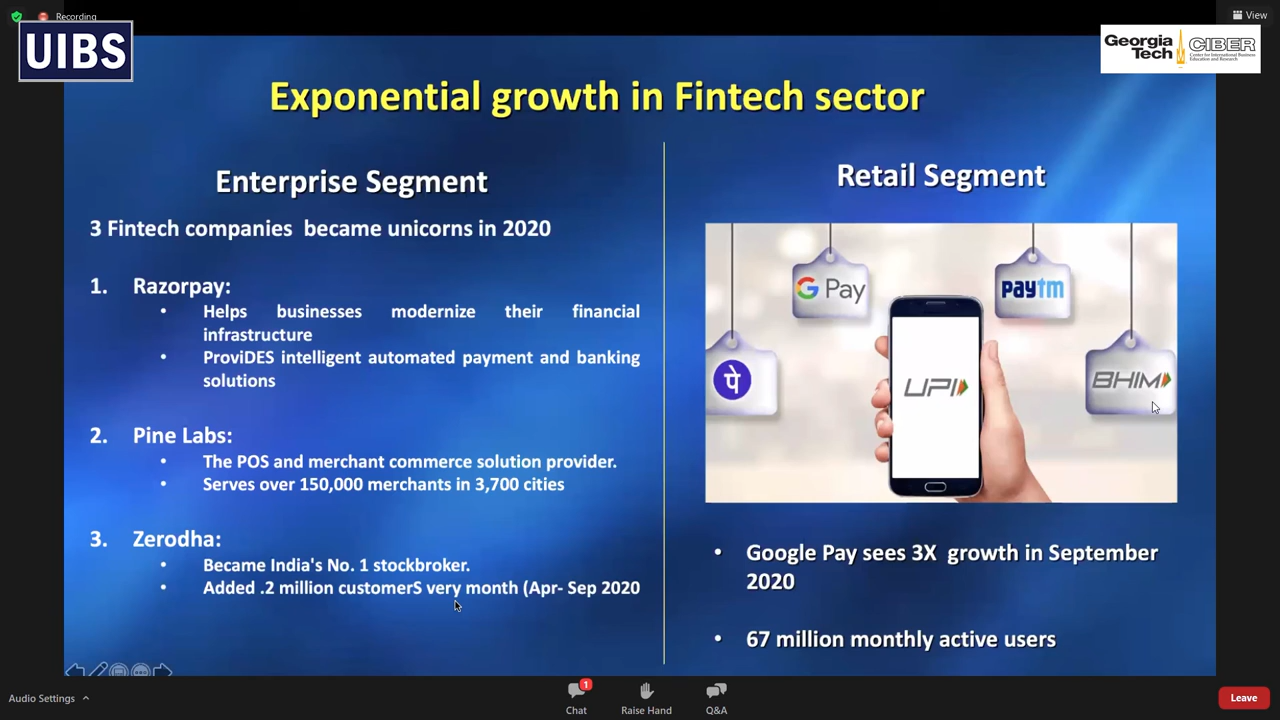 Recording
View
UIBS
Georgia
Tech
CIBER
Center for International Business
Education and Research
Exponential growth in Fintech sector
Enterprise Segment
3 Fintech companies became unicorns in 2020
1. Razorpay:
• Helps businesses modernize their financial
infrastructure
• ProviDES intelligent automated payment and banking
solutions
2. Pine Labs:
• The POS and merchant commerce solution provider.
• Serves over 150,000 merchants in 3,700 cities
3. Zerodha:
• Became India's No. 1 stockbroker.
• Added .2 million customerS very month (Apr- Sep 2020
Retail Segment
G Pay
paytm
पे
UPI
BHIM
• Google Pay sees 3X growth in September
2020
• 67 million monthly active users
Audio Settings
1
Chat
Raise Hand
Q&A
Leave